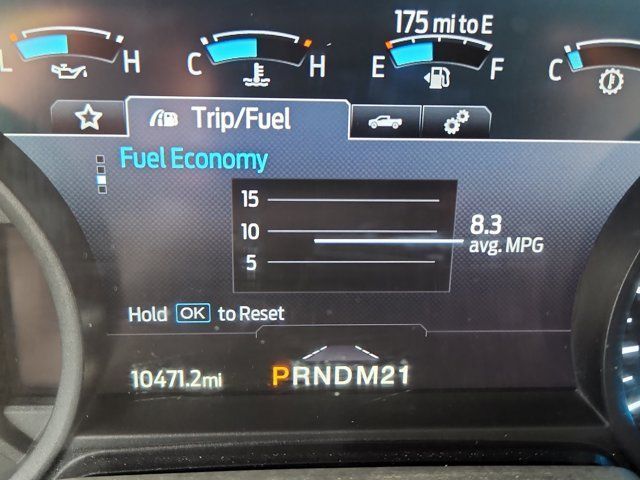 175 mi to E
L H C H E F C
Trip/Fuel
Fuel Economy
15
10
5
8.3
avg. MPG
Hold OK to Reset
10471.2mi
PRNDM21